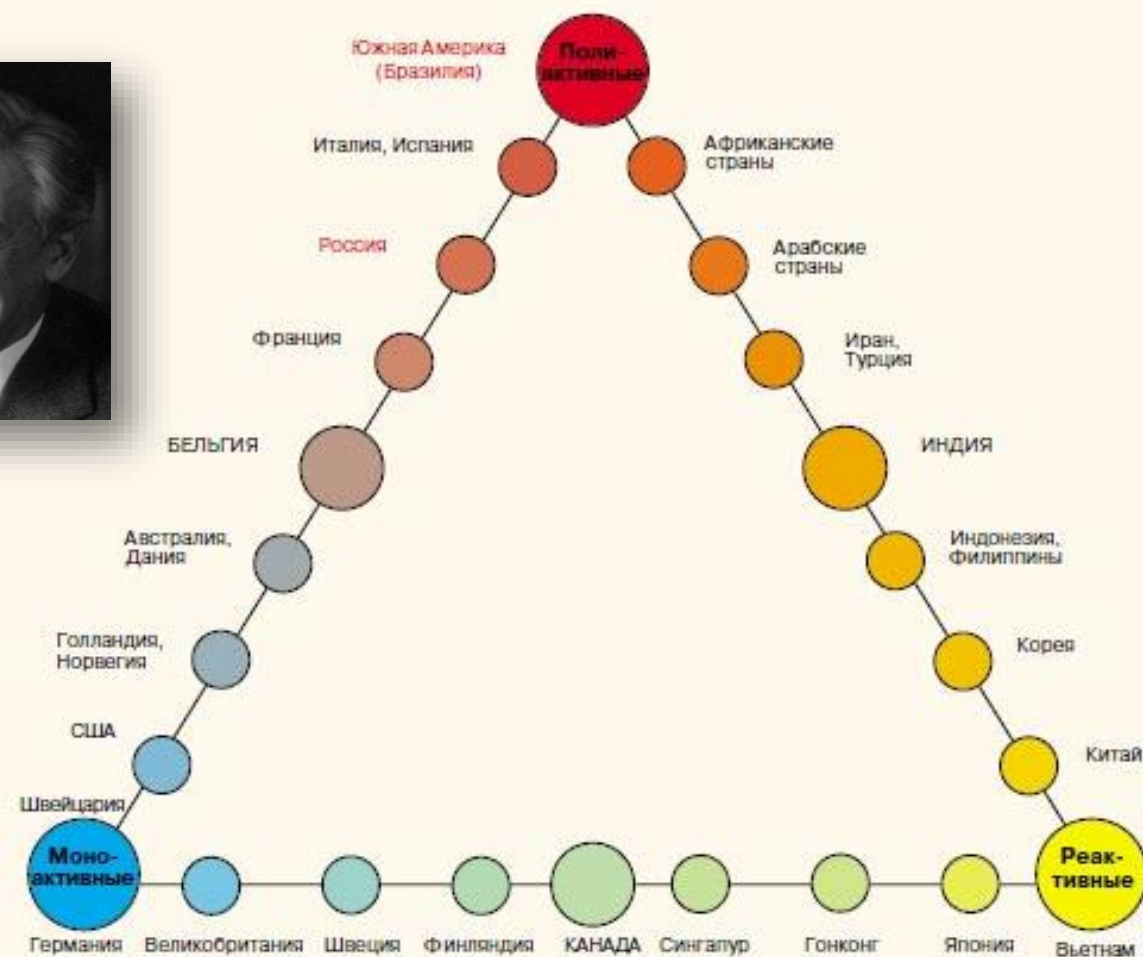 Южная Америка
(Бразилия)
Поли-
активные
Италия, Испания
Африканские
страны
Россия
Арабские
страны
Франция
Иран,
Турция
БЕЛЬГИЯ
ИНДИЯ
Австралия,
Дания
Индонезия,
Филиппины
Голландия,
Норвегия
Корея
США
Китай
Швейцария
Моно-
активные
Реак-
тивные
Германия
Великобритания
Швеция
Финляндия
КАНАДА
Сингапур
Гонконг
Япония
Вьетнам